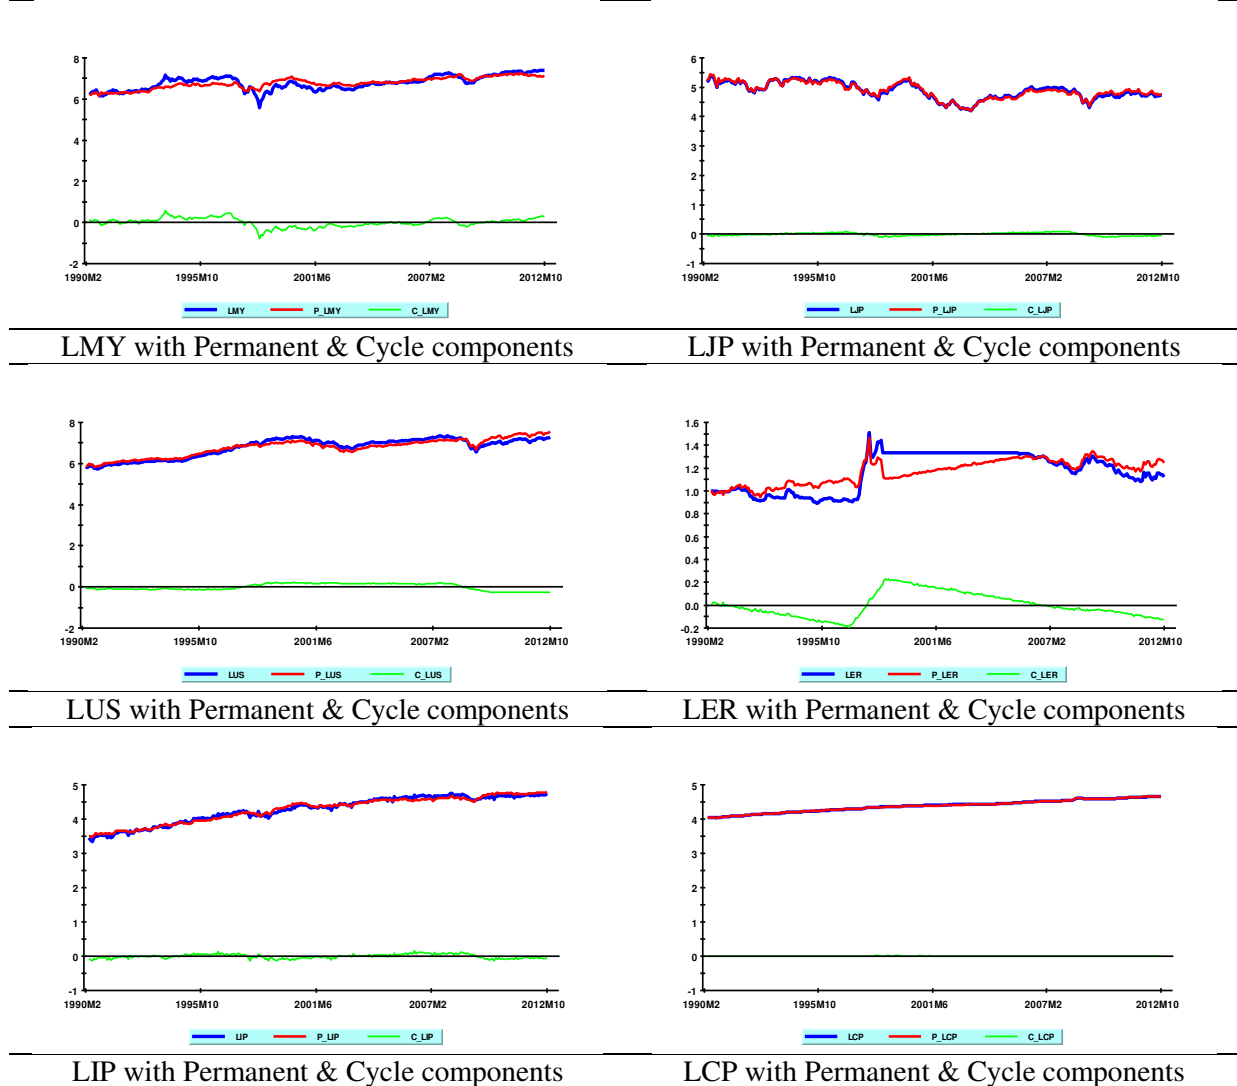 8
6
4
2
0
-2
1990M2 1995M10 2001M6 2007M2 2012M10
LMY P_LMY C_LMY
6
5
4
3
2
1
0
-1
1990M2 1995M10 2001M6 2007M2 2012M10
LJP P_LJP C_LJP
LMY with Permanent & Cycle components LJP with Permanent & Cycle components
8
6
4
2
0
-2
1990M2 1995M10 2001M6 2007M2 2012M10
LUS P_LUS C_LUS
1.6
1.4
1.2
1.0
0.8
0.6
0.4
0.2
0.0
-0.2
1990M2 1995M10 2001M6 2007M2 2012M10
LER P_LER C_LER
LUS with Permanent & Cycle components LER with Permanent & Cycle components
5
4
3
2
1
0
-1
1990M2 1995M10 2001M6 2007M2 2012M10
LIP P_LIP C_LIP
5
4
3
2
1
0
-1
1990M2 1995M10 2001M6 2007M2 2012M10
LCP P_LCP C_LCP
LIP with Permanent & Cycle components LCP with Permanent & Cycle components